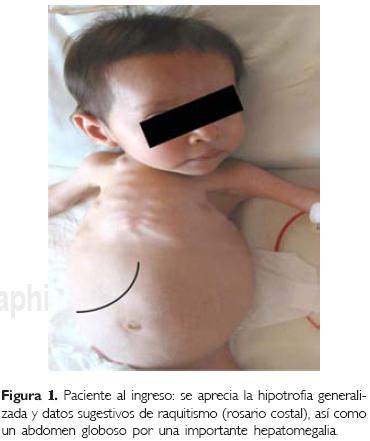 aphi
Figura 1. Paciente al ingreso: se aprecia la hipotrofia generali-
zada y datos sugestivos de raquitismo (rosario costal), así como
un abdomen globoso por una importante hepatomegalia.